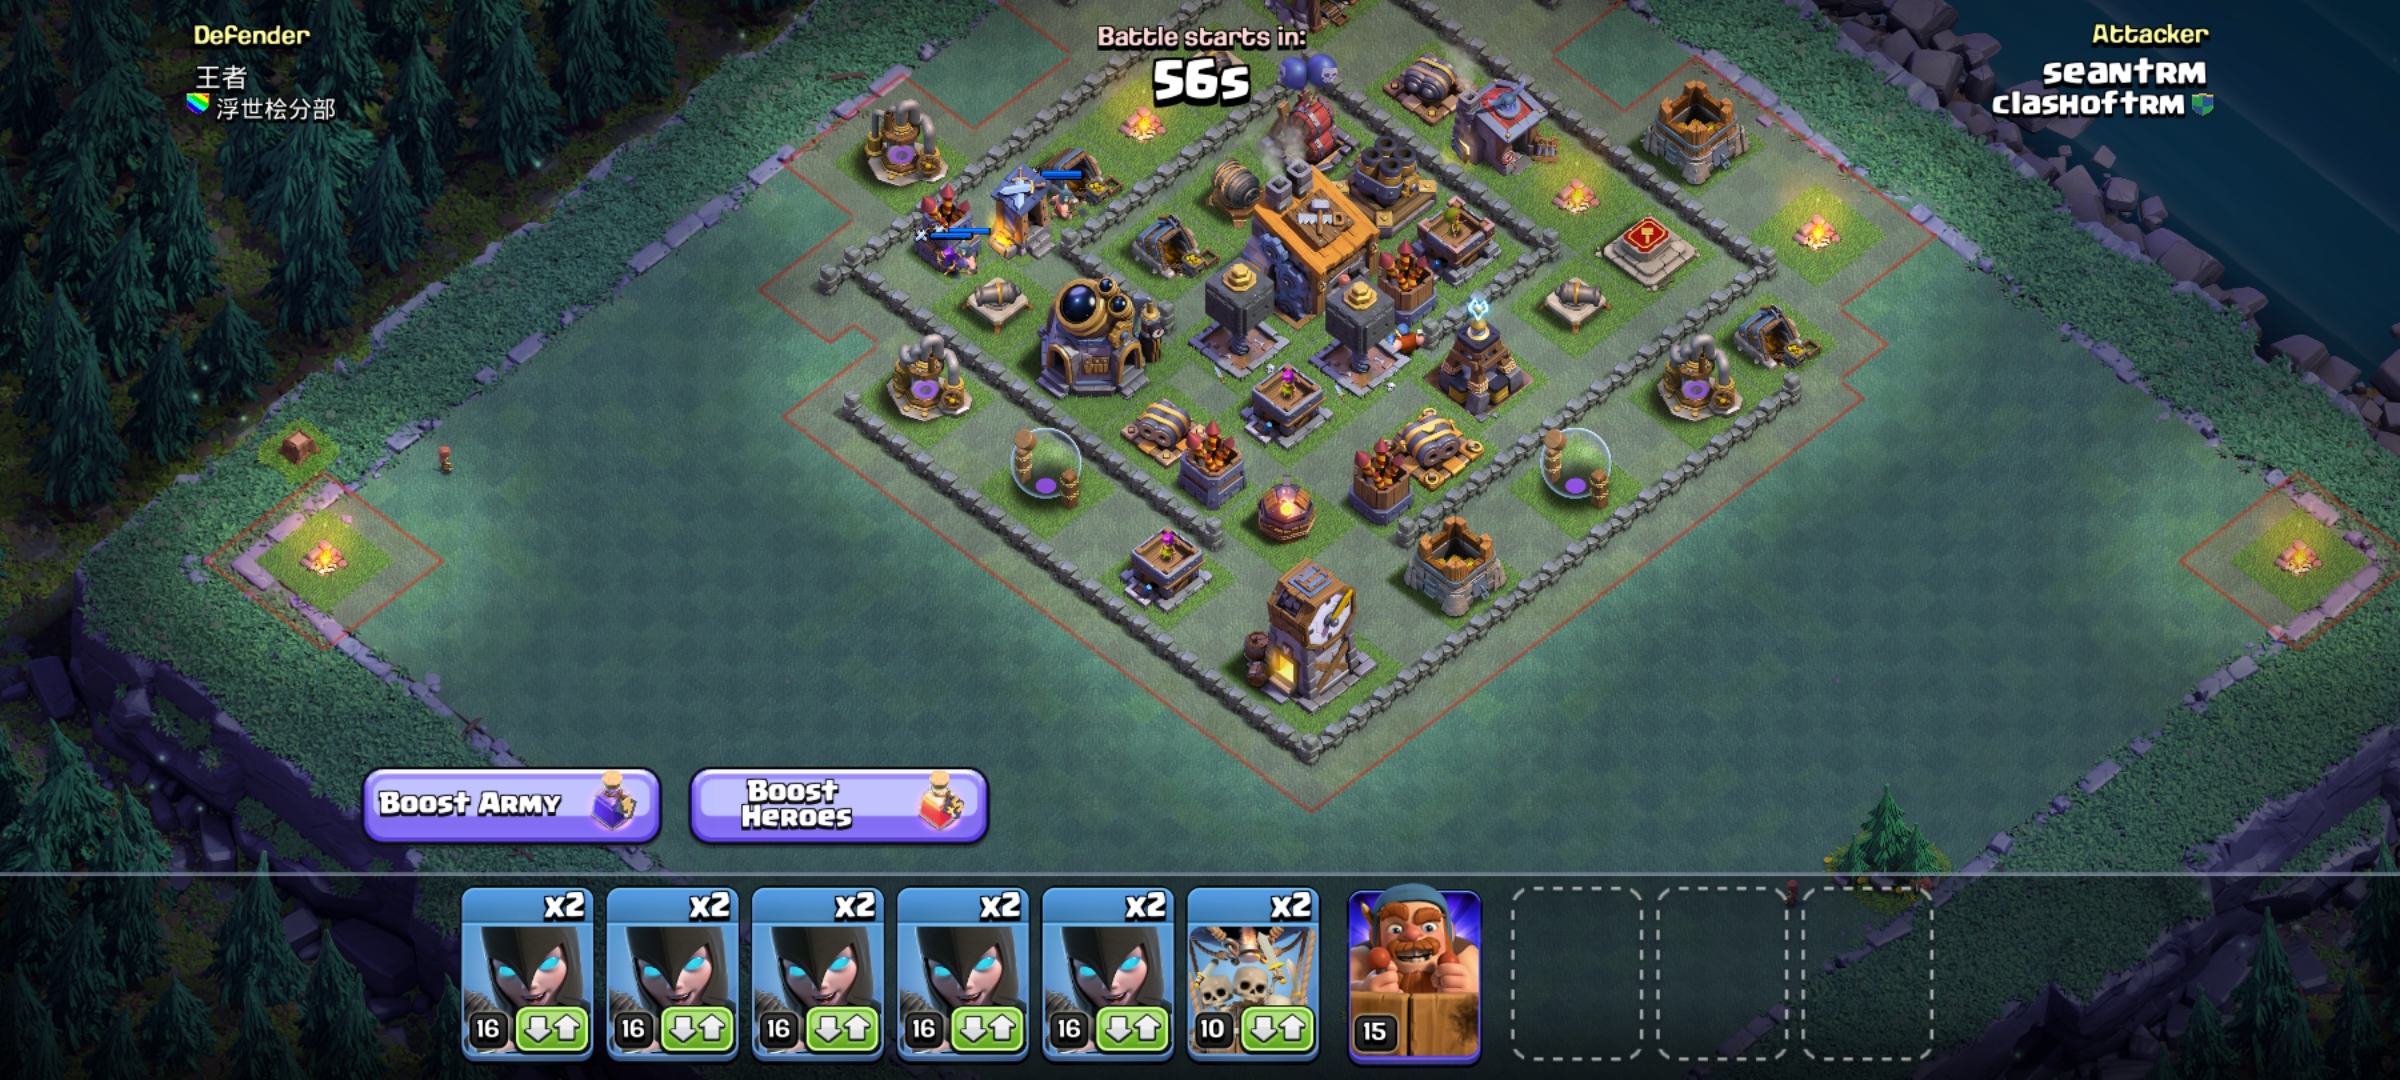 Defender
王者
浮世桧分部
Battle starts in:
56s
Attacker
seantRM
clashoftRM
Boost Army
Boost
Heroes
x2
x2
x2
x2
x2
x2
16
16
16
16
16
10
15